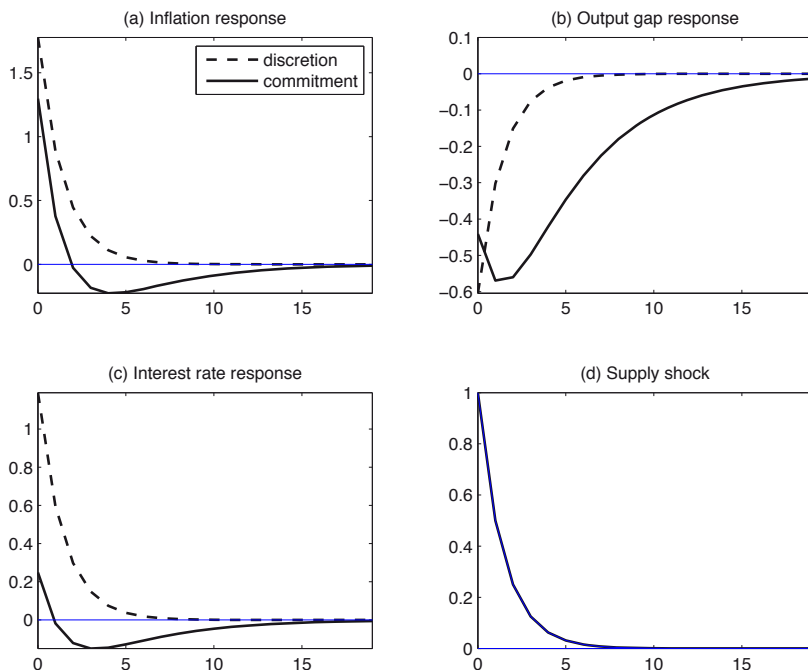 (a) Inflation response
1.5
1
0.5
0
0 5 10 15
discretion
commitment
(b) Output gap response
0.1
0
−0.1
−0.2
−0.3
−0.4
−0.5
−0.6
0 5 10 15
(c) Interest rate response
1
0.8
0.6
0.4
0.2
0
0 5 10 15
(d) Supply shock
1
0.8
0.6
0.4
0.2
0
0 5 10 15